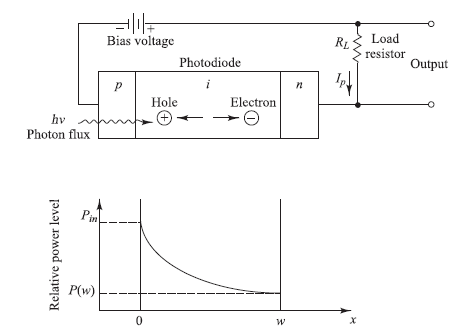 − +
Bias voltage
R_L Load resistor
Output
Photodiode
p i n
I_p
Hole Electron
+ −
hν
Photon flux
Relative power level
P_in
P(w)
0 w x